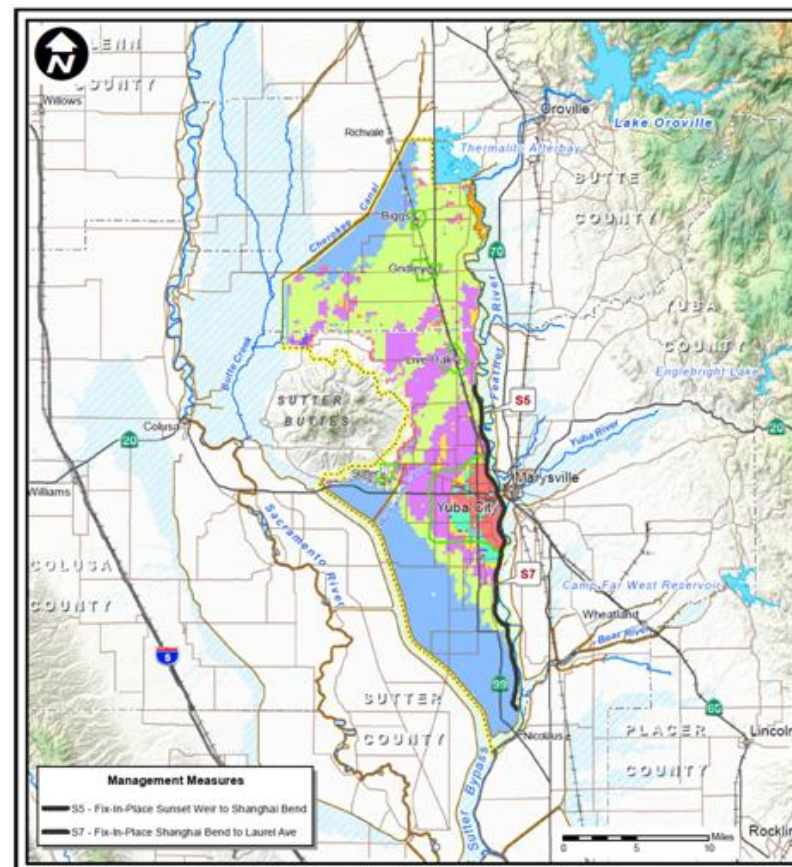 N
GLENN
COUNTY
Willows
Richvale
Oroville
Lake Oroville
Thermalito Afterbay
BUTTE
COUNTY
Cherokee Canal
Biggs
70
Gridley
Feather River
YUBA
COUNTY
Butte Creek
Live Oak
Englebright Lake
SUTTER
BUTTES
S5
Colusa
20
Yuba River
20
Sutter
Marysville
Williams
Yuba City
Sacramento River
S7
COLUSA
COUNTY
Camp Far West Reservoir
Wheatland
Bear River
5
99
65
SUTTER
COUNTY
Nicolaus
PLACER
COUNTY
Lincoln
Sutter Bypass
Rocklin
Management Measures
S5 - Fix-In-Place Sunset Weir to Shanghai Bend
S7 - Fix-In-Place Shanghai Bend to Laurel Ave
0 5 10 Miles